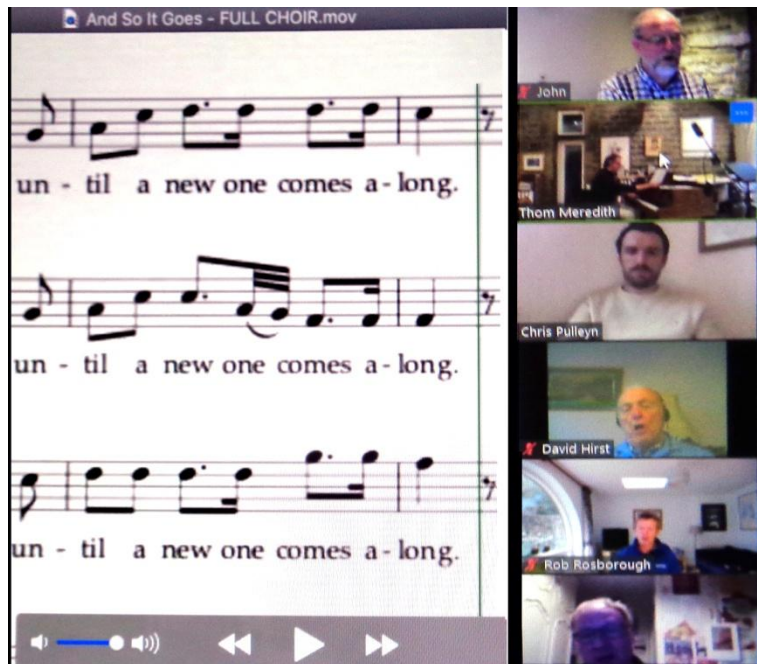 And So It Goes - FULL CHOIR.mov
un - til a new one comes a - long.
un - til a new one comes a - long.
un - til a new one comes a - long.
John
Thom Meredith
Chris Pulleyn
David Hirst
Rob Rosborough